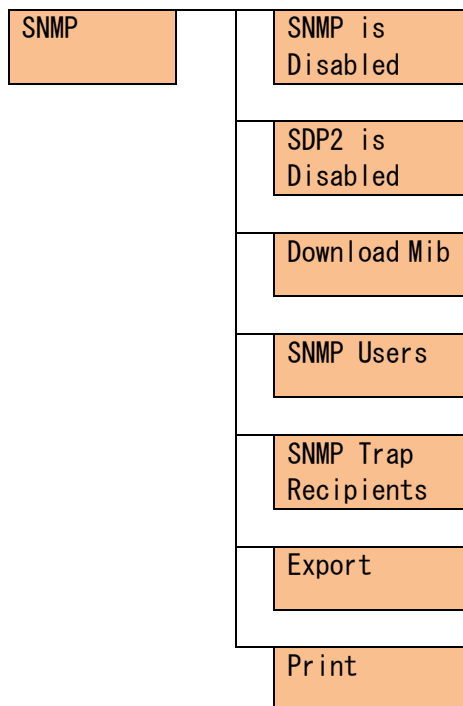 SNMP
SNMP is
Disabled
SDP2 is
Disabled
Download Mib
SNMP Users
SNMP Trap
Recipients
Export
Print